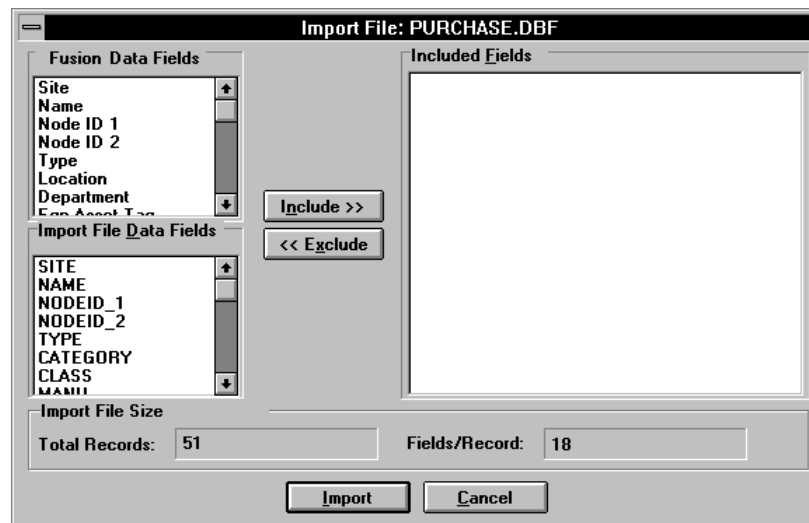 Import File: PURCHASE.DBF
Fusion Data Fields
Site
Name
Node ID 1
Node ID 2
Type
Location
Department
Import File Data Fields
SITE
NAME
NODEID_1
NODEID_2
TYPE
CATEGORY
CLASS
MANU
Include >>
<< Exclude
Included Fields
Import File Size
Total Records: 51
Fields/Record: 18
Import
Cancel